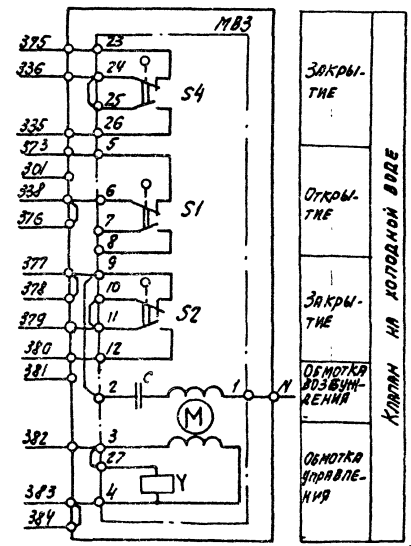 МВ3
395
23
336
24
25
S4
335
26
373
5
301
338
6
S1
376
7
8
377
9
378
10
379
11
S2
380
12
381
2
C
1
N
М
382
3
27
Y
383
4
384
ЗАКРЫ-
ТИЕ
ОТКРЫ-
ТИЕ
ЗАКРЫ-
ТИЕ
ОБМОТКА
ВОЗБУЖ-
ДЕНИЯ
ОБМОТКА
УПРАВЛЕ-
НИЯ
КЛАПАН НА ХОЛОДНОЙ ВОДЕ